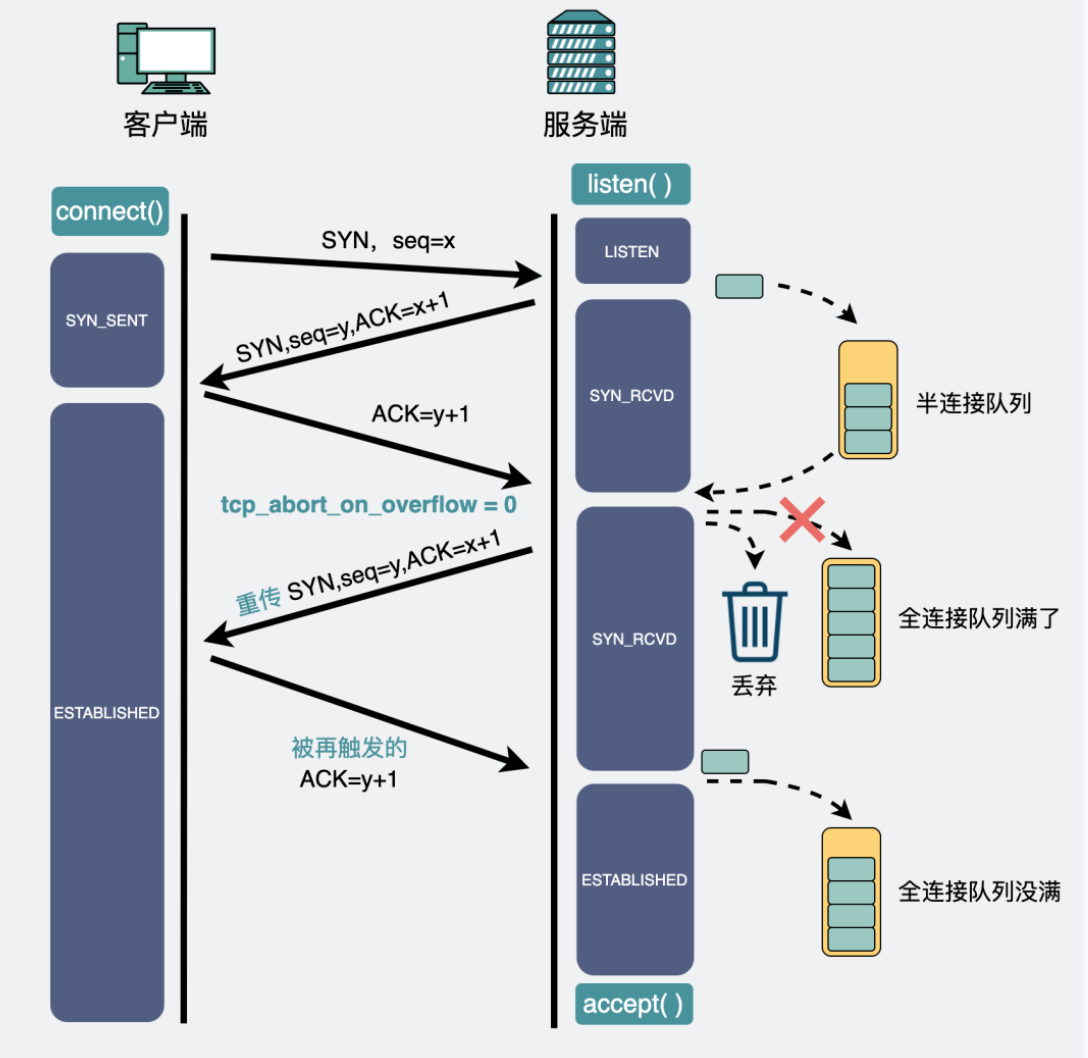 客户端
服务端
connect()
listen( )
SYN，seq=x
LISTEN
SYN_SENT
SYN,seq=y,ACK=x+1
SYN_RCVD
半连接队列
ACK=y+1
tcp_abort_on_overflow = 0
重传 SYN,seq=y,ACK=x+1
SYN_RCVD
全连接队列满了
丢弃
ESTABLISHED
被再触发的
ACK=y+1
ESTABLISHED
全连接队列没满
accept( )